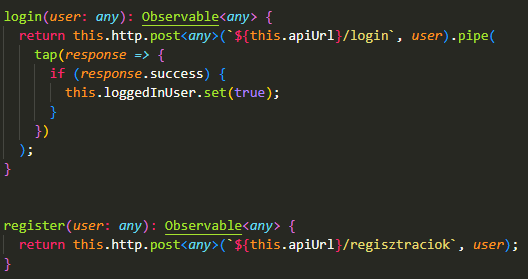 login(user: any): Observable<any> {
return this.http.post<any>(`${this.apiUrl}/login`, user).pipe(
tap(response => {
if (response.success) {
this.loggedInUser.set(true);
}
})
);
}
register(user: any): Observable<any> {
return this.http.post<any>(`${this.apiUrl}/regisztraciok`, user);
}